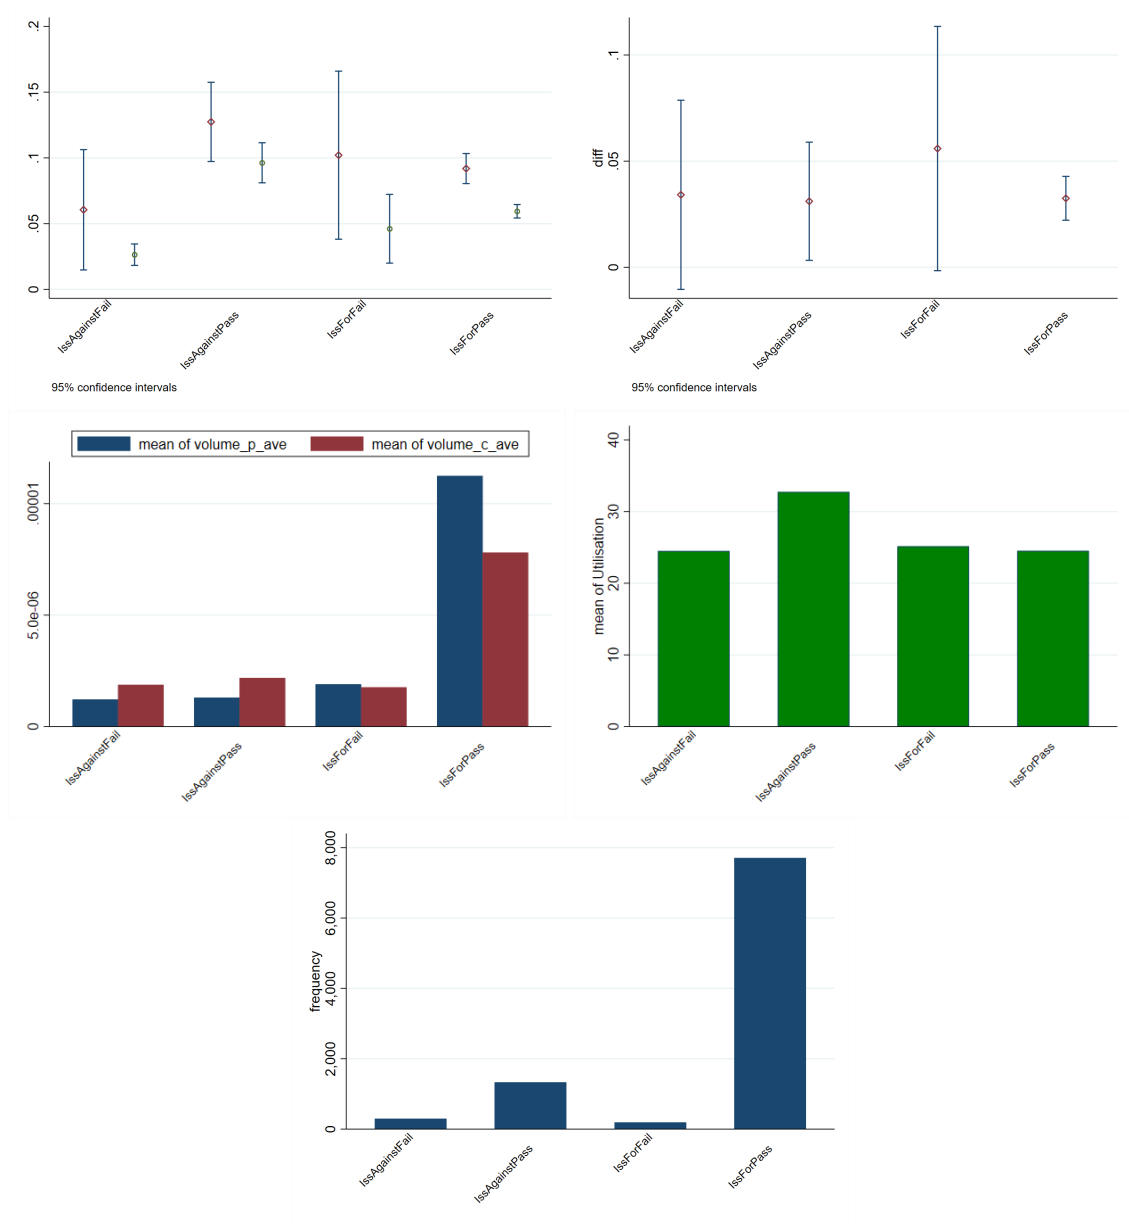 .2
.15
.1
.05
0
IssAgainstFail
IssAgainstPass
IssForFail
IssForPass
95% confidence intervals
diff
.1
.05
0
IssAgainstFail
IssAgainstPass
IssForFail
IssForPass
95% confidence intervals
mean of volume_p_ave
mean of volume_c_ave
.00001
5.0e-06
0
IssAgainstFail
IssAgainstPass
IssForFail
IssForPass
mean of Utilisation
40
30
20
10
0
IssAgainstFail
IssAgainstPass
IssForFail
IssForPass
frequency
8,000
6,000
4,000
2,000
0
IssAgainstFail
IssAgainstPass
IssForFail
IssForPass